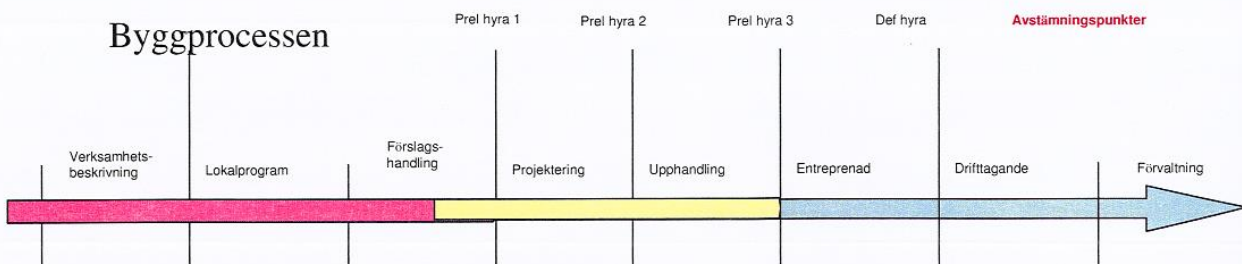 Byggprocessen
Prel hyra 1
Prel hyra 2
Prel hyra 3
Def hyra
Avstämningspunkter
Verksamhets-
beskrivning
Lokalprogram
Förslags-
handling
Projektering
Upphandling
Entreprenad
Drifttagande
Förvaltning